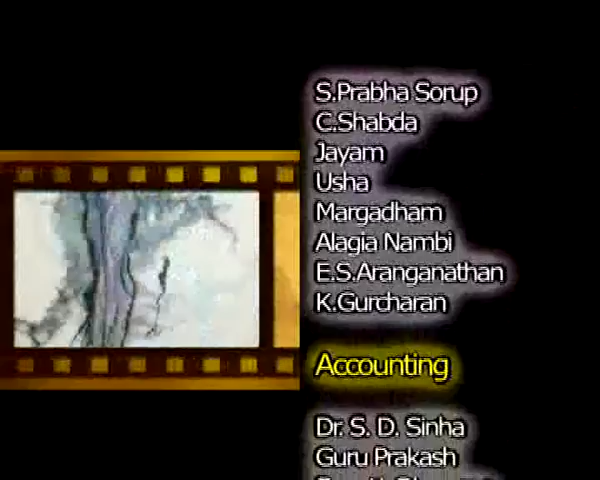 S.Prabha Sorup
C.Shabda
Jayam
Usha
Margadham
Alagia Nambi
E.S.Aranganathan
K.Gurcharan
Accounting
Dr. S. D. Sinha
Guru Prakash